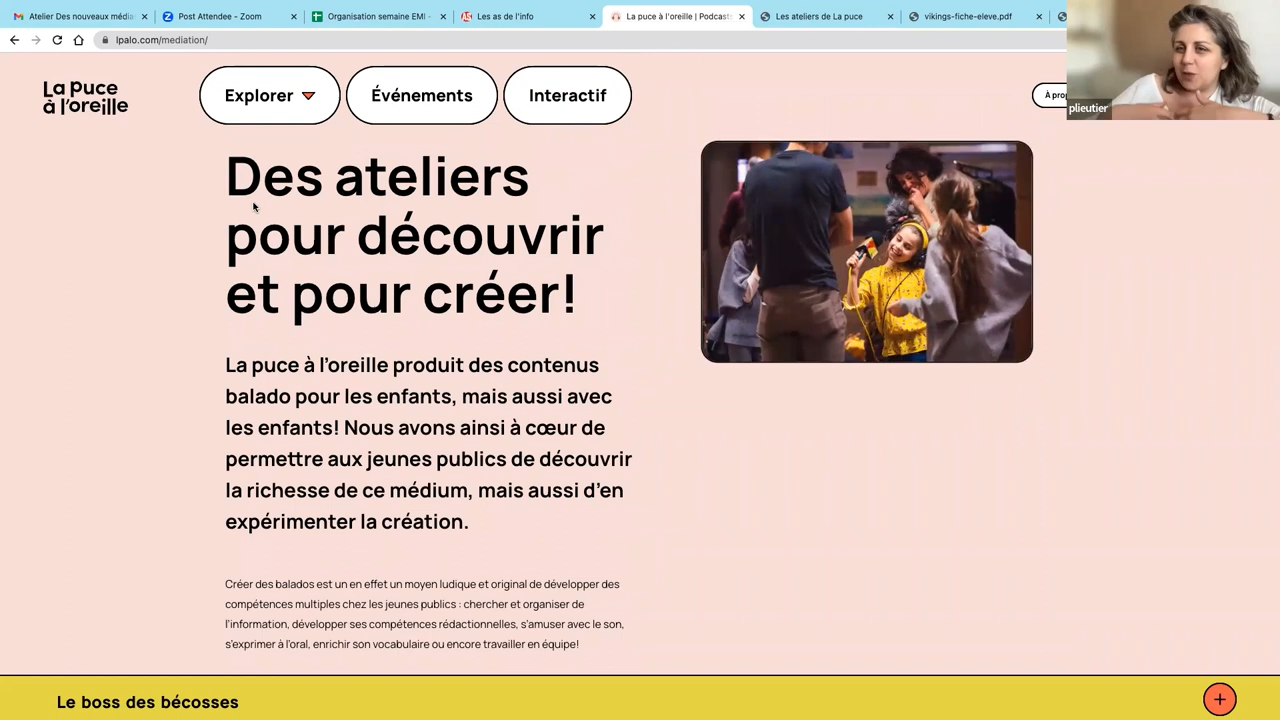 Atelier Des nouveaux média
Post Attendee - Zoom
Organisation semaine EMI -
Les as de l'info
La puce à l'oreille | Podcasts
Les ateliers de La puce
vikings-fiche-eleve.pdf
lpalo.com/mediation/
La puce
à l'oreille
Explorer
Événements
Interactif
plieutier
Des ateliers
pour découvrir
et pour créer!
La puce à l'oreille produit des contenus
balado pour les enfants, mais aussi avec
les enfants! Nous avons ainsi à cœur de
permettre aux jeunes publics de découvrir
la richesse de ce médium, mais aussi d'en
expérimenter la création.
Créer des balados est un en effet un moyen ludique et original de développer des
compétences multiples chez les jeunes publics : chercher et organiser de
l'information, développer ses compétences rédactionnelles, s'amuser avec le son,
s'exprimer à l'oral, enrichir son vocabulaire ou encore travailler en équipe!
Le boss des bécosses